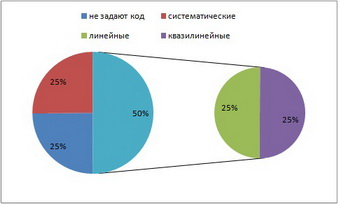 не задают код систематические
линейные квазилинейные
25%
50%
25%
25%
25%